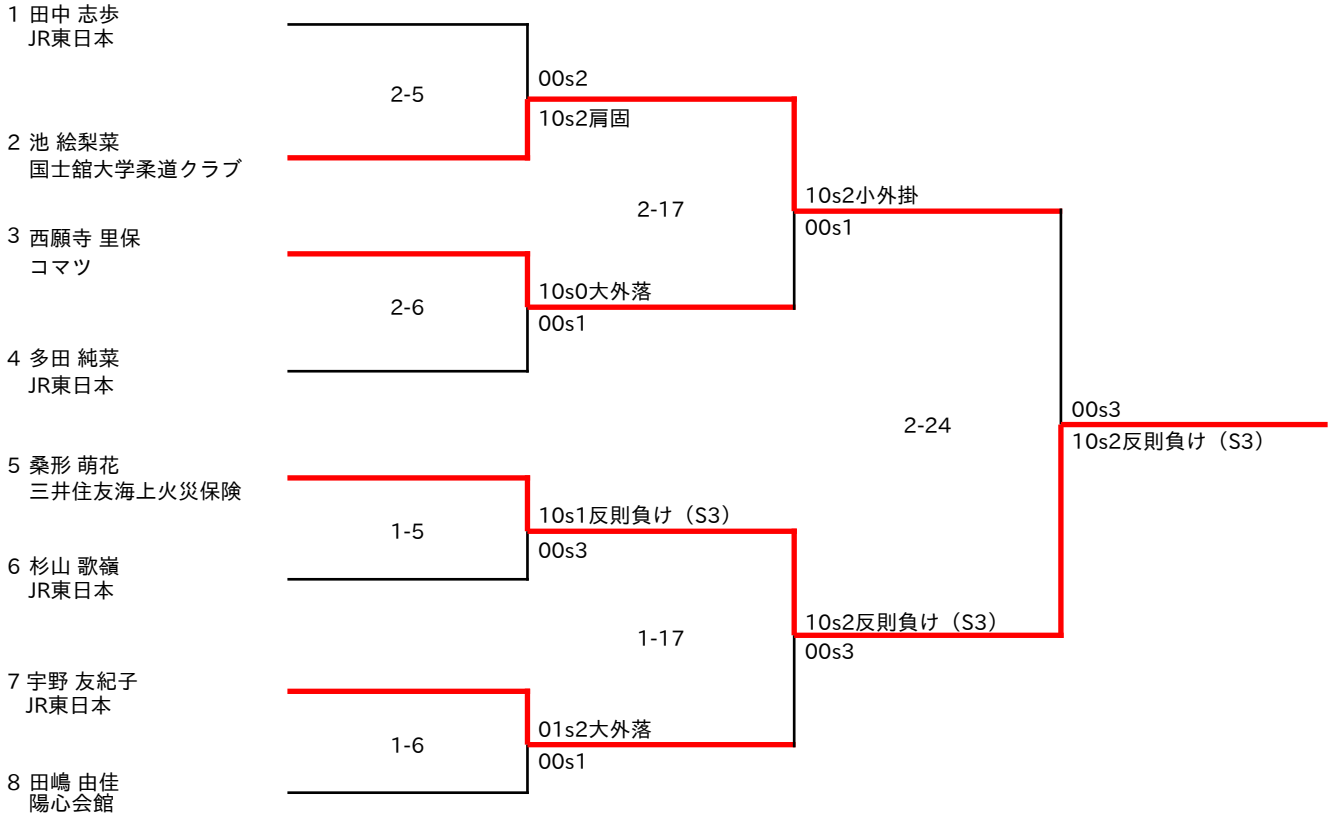 1 田中 志歩
JR東日本
2 池 絵梨菜
国士舘大学柔道クラブ
3 西願寺 里保
コマツ
4 多田 純菜
JR東日本
5 桑形 萌花
三井住友海上火災保険
6 杉山 歌嶺
JR東日本
7 宇野 友紀子
JR東日本
8 田嶋 由佳
陽心会館
2-5
2-6
1-5
1-6
00s2
10s2肩固
10s0大外落
00s1
10s1反則負け（S3）
00s3
01s2大外落
00s1
2-17
1-17
10s2小外掛
00s1
10s2反則負け（S3）
00s3
2-24
00s3
10s2反則負け（S3）